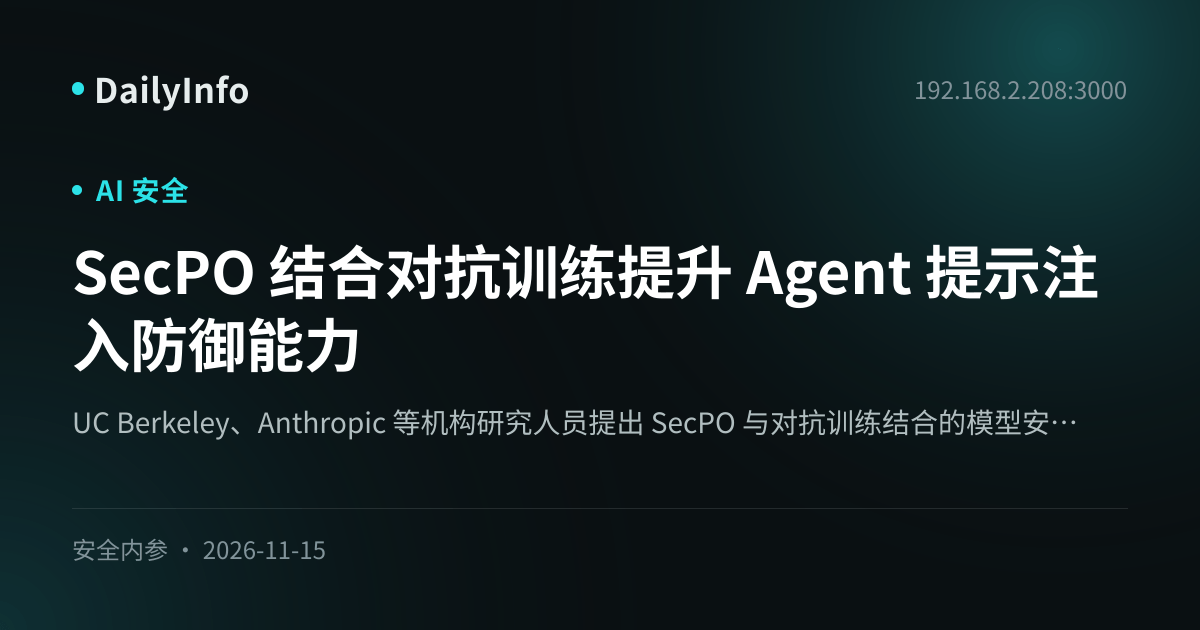 DailyInfo
192.168.2.208:3000
AI 安全
SecPO 结合对抗训练提升 Agent 提示注
入防御能力
UC Berkeley、Anthropic 等机构研究人员提出 SecPO 与对抗训练结合的模型安…
安全内参 • 2026-11-15